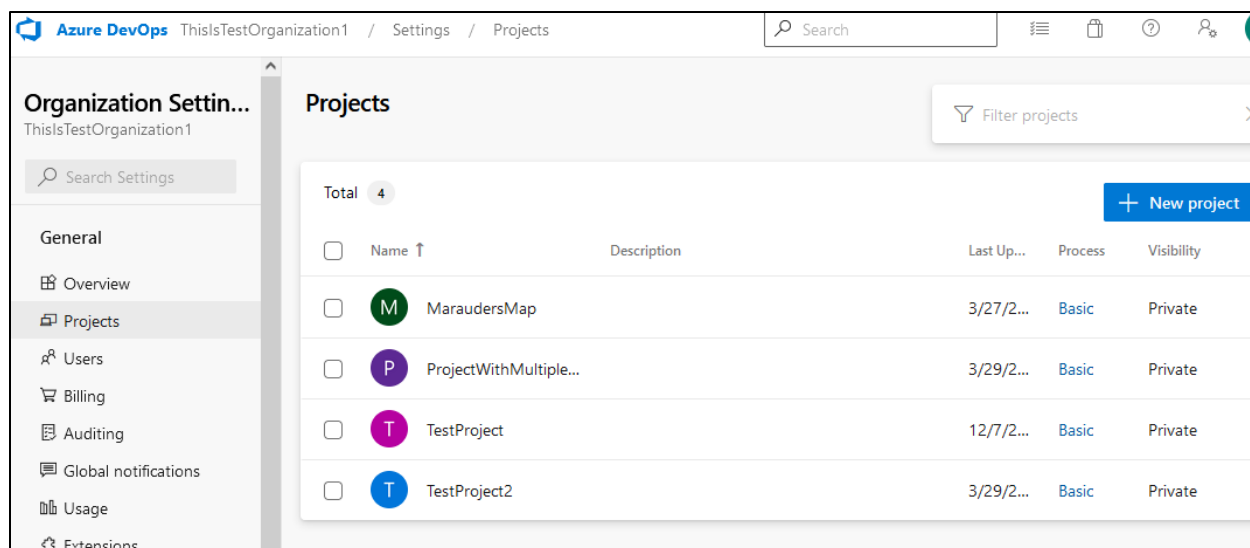 Azure DevOps ThisIsTestOrganization1 / Settings / Projects Search
Organization Settin...
ThisIsTestOrganization1
Search Settings
General
Overview
Projects
Users
Billing
Auditing
Global notifications
Usage
Extensions
Projects
Filter projects
Total 4
+ New project
Name ↑ Description Last Up... Process Visibility
M MaraudersMap 3/27/2... Basic Private
P ProjectWithMultiple... 3/29/2... Basic Private
T TestProject 12/7/2... Basic Private
T TestProject2 3/29/2... Basic Private